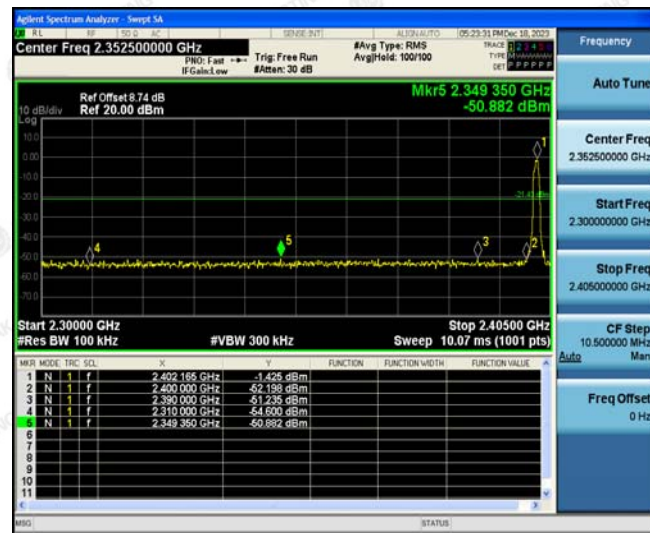 Agilent Spectrum Analyzer - Swept SA
RL RF 50 Ω AC SENSE:INT ALIGNAUTO 05:23:31 PM Dec 18, 2023
Center Freq 2.352500000 GHz
PNO: Fast Trig: Free Run
IFGain:Low #Atten: 30 dB
#Avg Type: RMS
Avg|Hold: 100/100
TRACE 1 2 3 4 5 6
TYPE M
DET P P P P P P
Frequency
Ref Offset 8.74 dB
10 dB/div Ref 20.00 dBm
Log
Mkr5 2.349 350 GHz
-50.882 dBm
10.0
0.00
-10.0
-20.0
-30.0
-40.0
-50.0
-60.0
-70.0
1
2
3
4
5
Start 2.30000 GHz Stop 2.40500 GHz
#Res BW 100 kHz #VBW 300 kHz Sweep 10.07 ms (1001 pts)
MKR MODE TRC SCL X Y FUNCTION FUNCTION WIDTH FUNCTION VALUE
1 N 1 f 2.402 165 GHz -1.425 dBm
2 N 1 f 2.400 000 GHz -52.198 dBm
3 N 1 f 2.390 000 GHz -51.235 dBm
4 N 1 f 2.310 000 GHz -54.600 dBm
5 N 1 f 2.349 350 GHz -50.882 dBm
6
7
8
9
10
11
MSG STATUS
Auto Tune
Center Freq
2.352500000 GHz
Start Freq
2.300000000 GHz
Stop Freq
2.405000000 GHz
CF Step
10.500000 MHz
Auto Man
Freq Offset
0 Hz